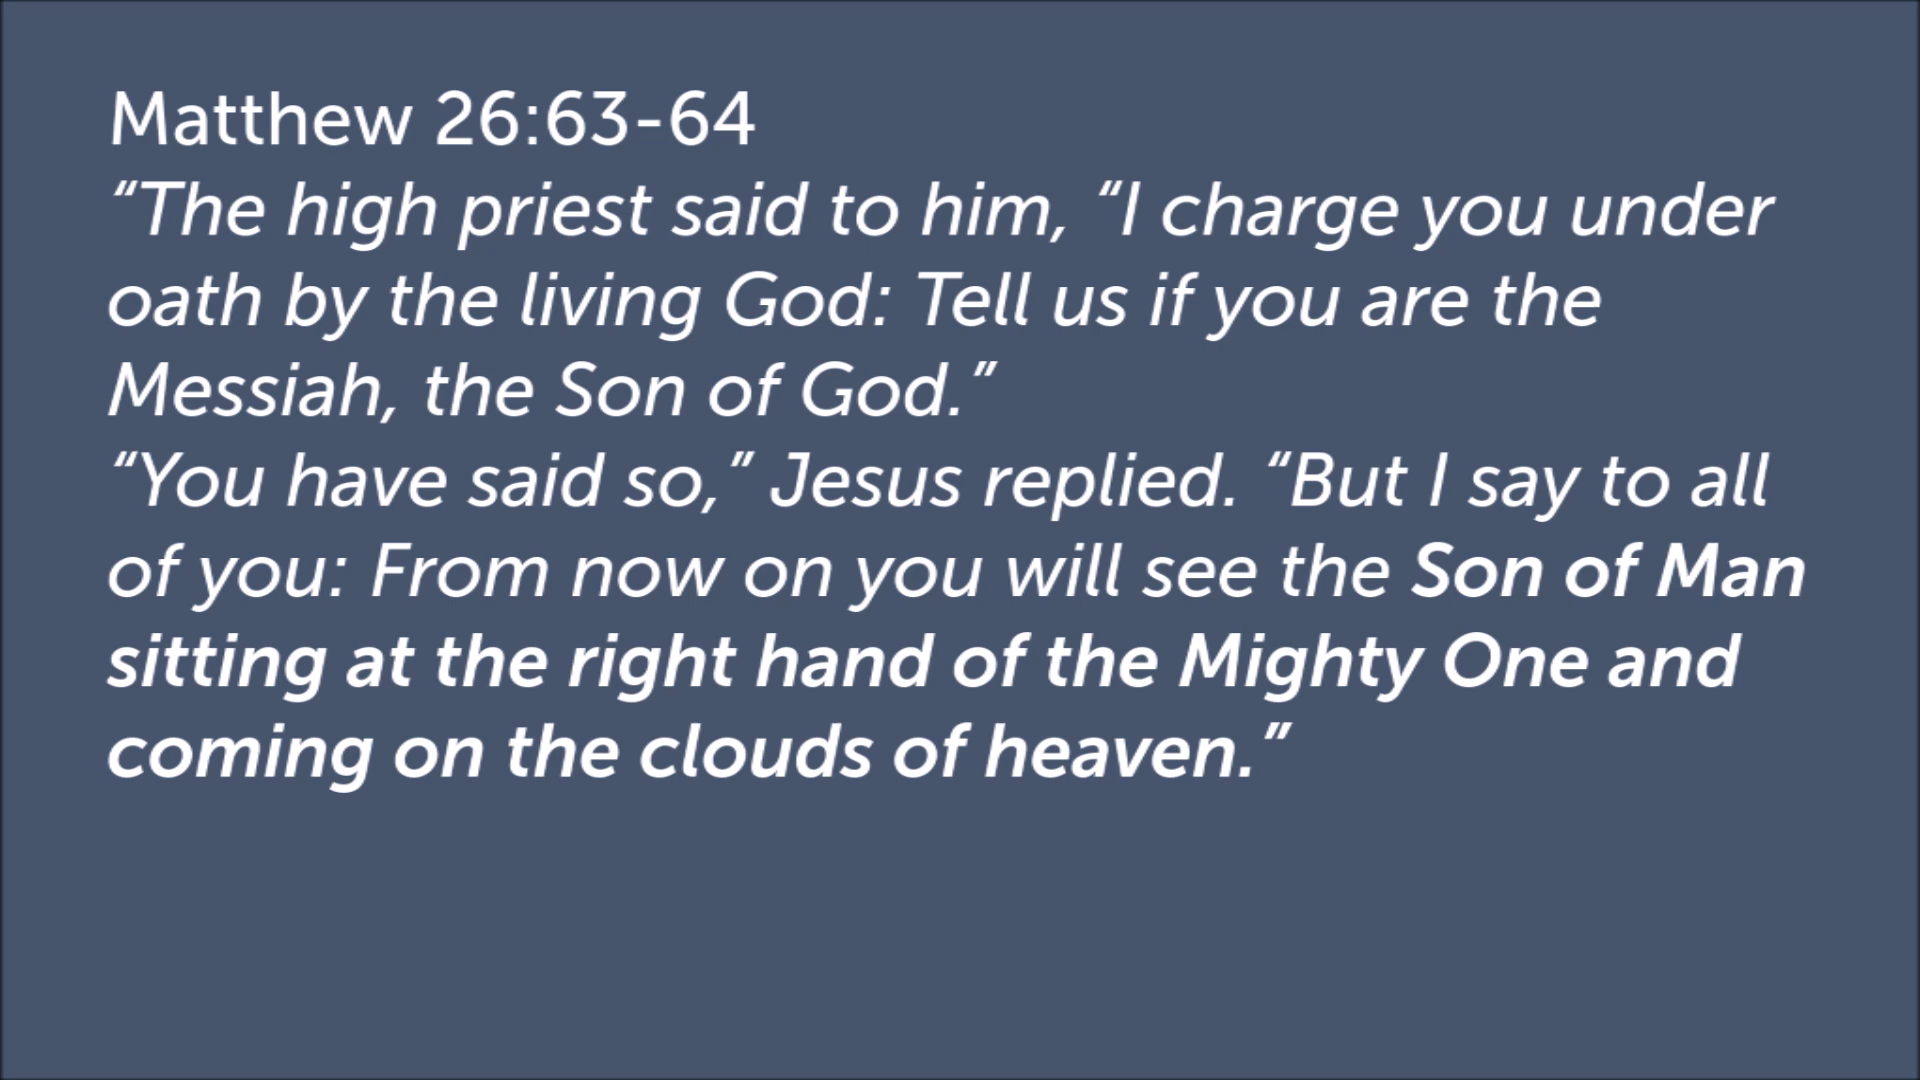 Matthew 26:63-64
“The high priest said to him, “I charge you under
oath by the living God: Tell us if you are the
Messiah, the Son of God.”
“You have said so,” Jesus replied. “But I say to all
of you: From now on you will see the Son of Man
sitting at the right hand of the Mighty One and
coming on the clouds of heaven.”